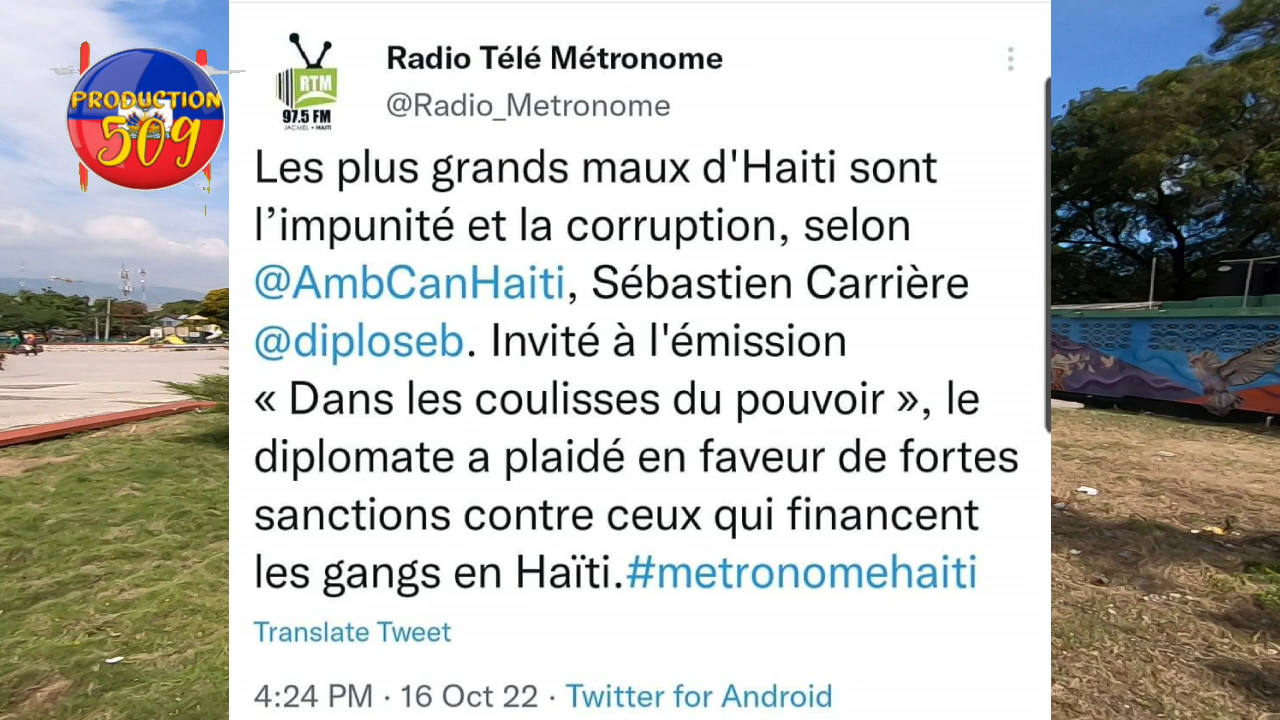 PRODUCTION
509
RTM
97.5 FM
JACMEL • HAITI
Radio Télé Métronome
@Radio_Metronome
Les plus grands maux d'Haiti sont
l’impunité et la corruption, selon
@AmbCanHaiti, Sébastien Carrière
@diploseb. Invité à l'émission
« Dans les coulisses du pouvoir », le
diplomate a plaidé en faveur de fortes
sanctions contre ceux qui financent
les gangs en Haïti.#metronomehaiti
Translate Tweet
4:24 PM · 16 Oct 22 · Twitter for Android